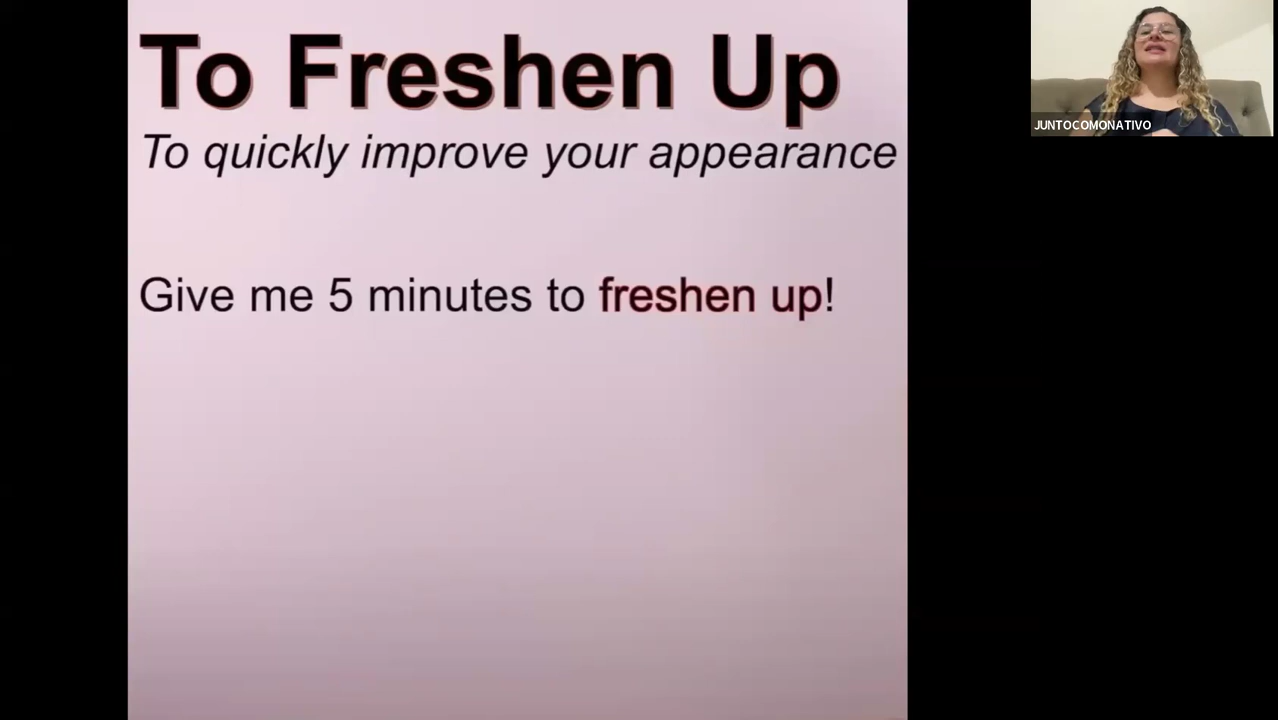 To Freshen Up
To quickly improve your appearance
Give me 5 minutes to freshen up!
JUNTOCOMONATIVO